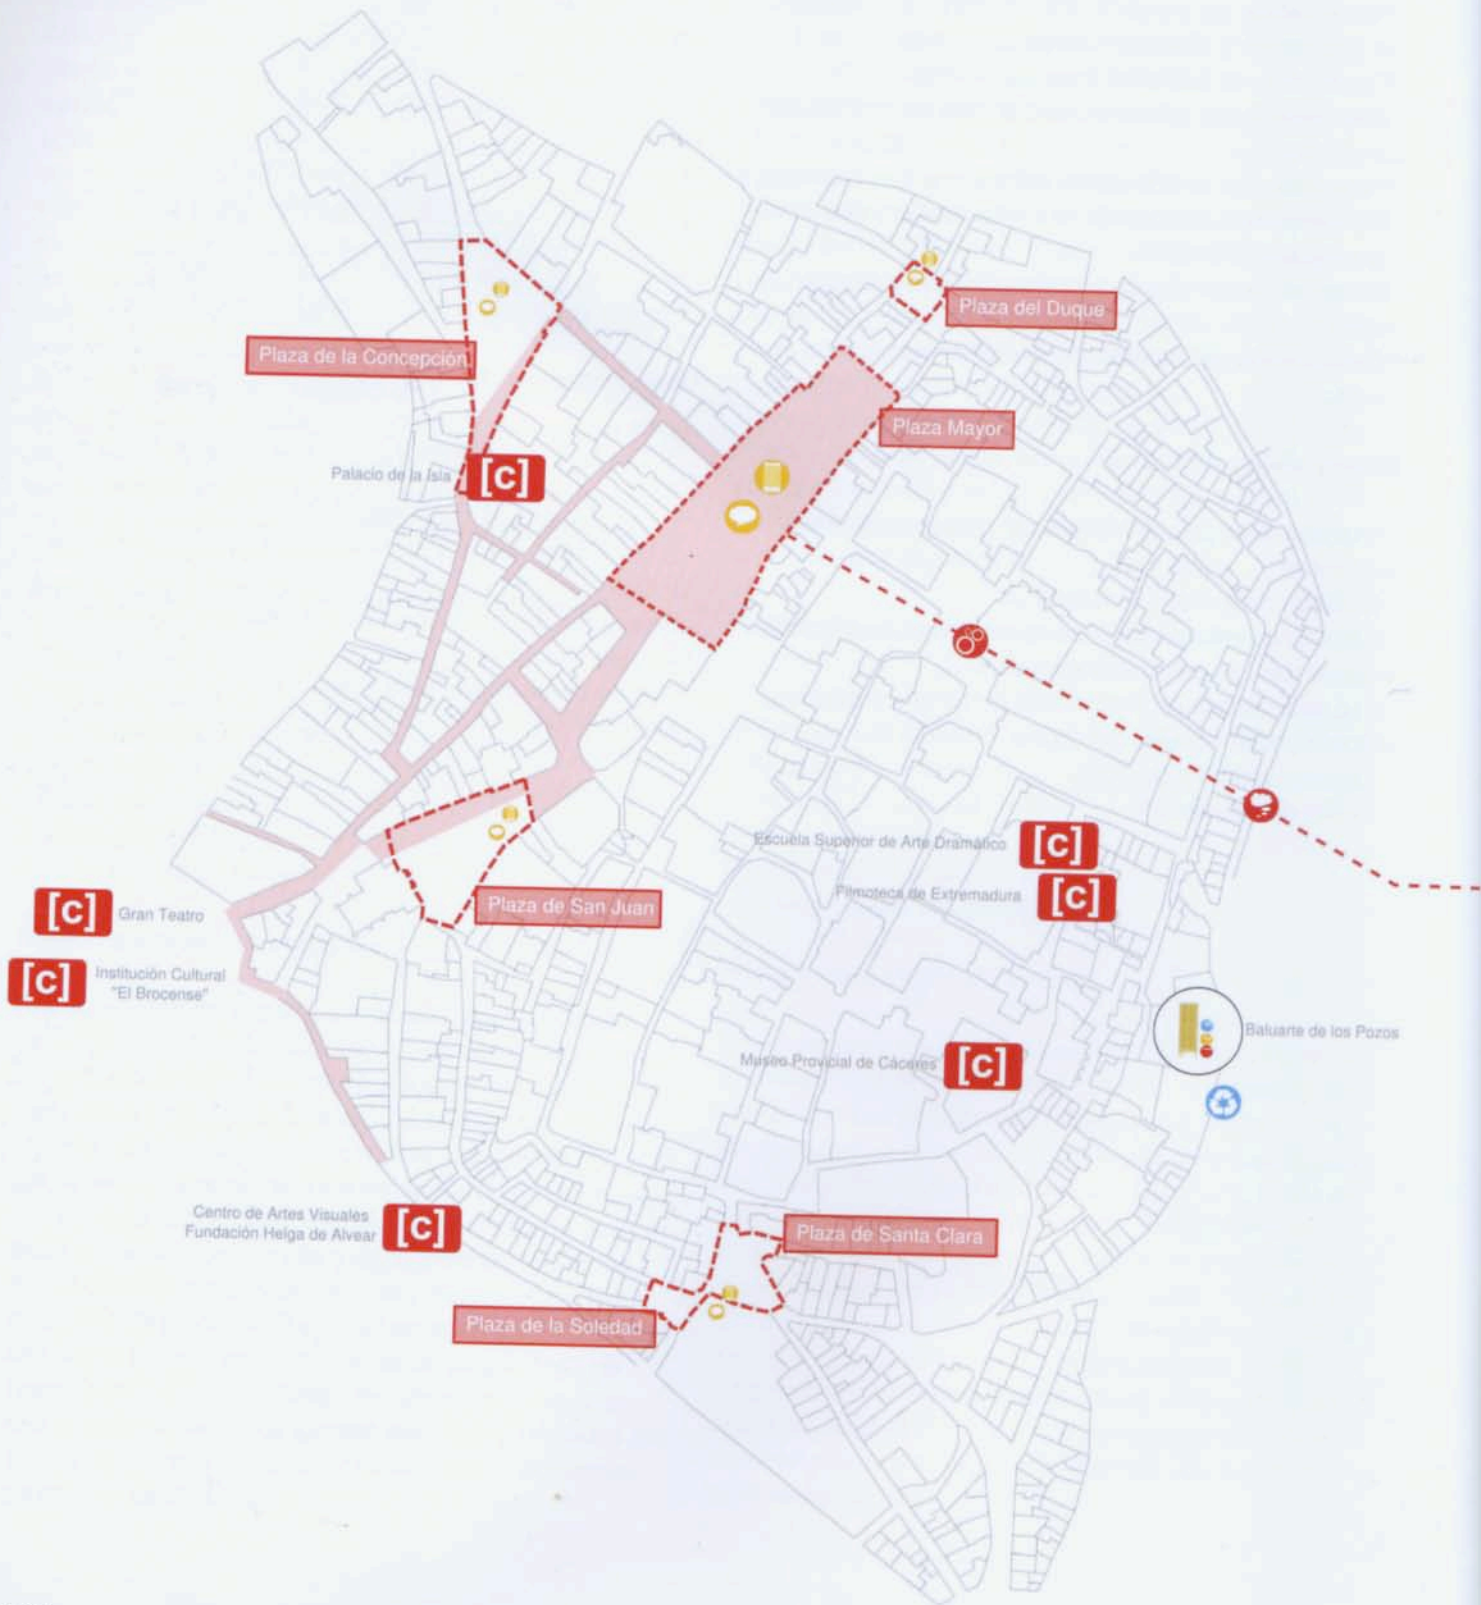 Plaza del Duque
Plaza de la Concepción
Plaza Mayor
Palacio de la Isla
[c]
Escuela Superior de Arte Dramático
[c]
Filmoteca de Extremadura
[c]
Plaza de San Juan
[c]
Gran Teatro
[c]
Institución Cultural
"El Brocense"
Baluarte de los Pozos
Museo Provicial de Cáceres
[c]
Centro de Artes Visuales
Fundación Helga de Alvear
[c]
Plaza de Santa Clara
Plaza de la Soledad